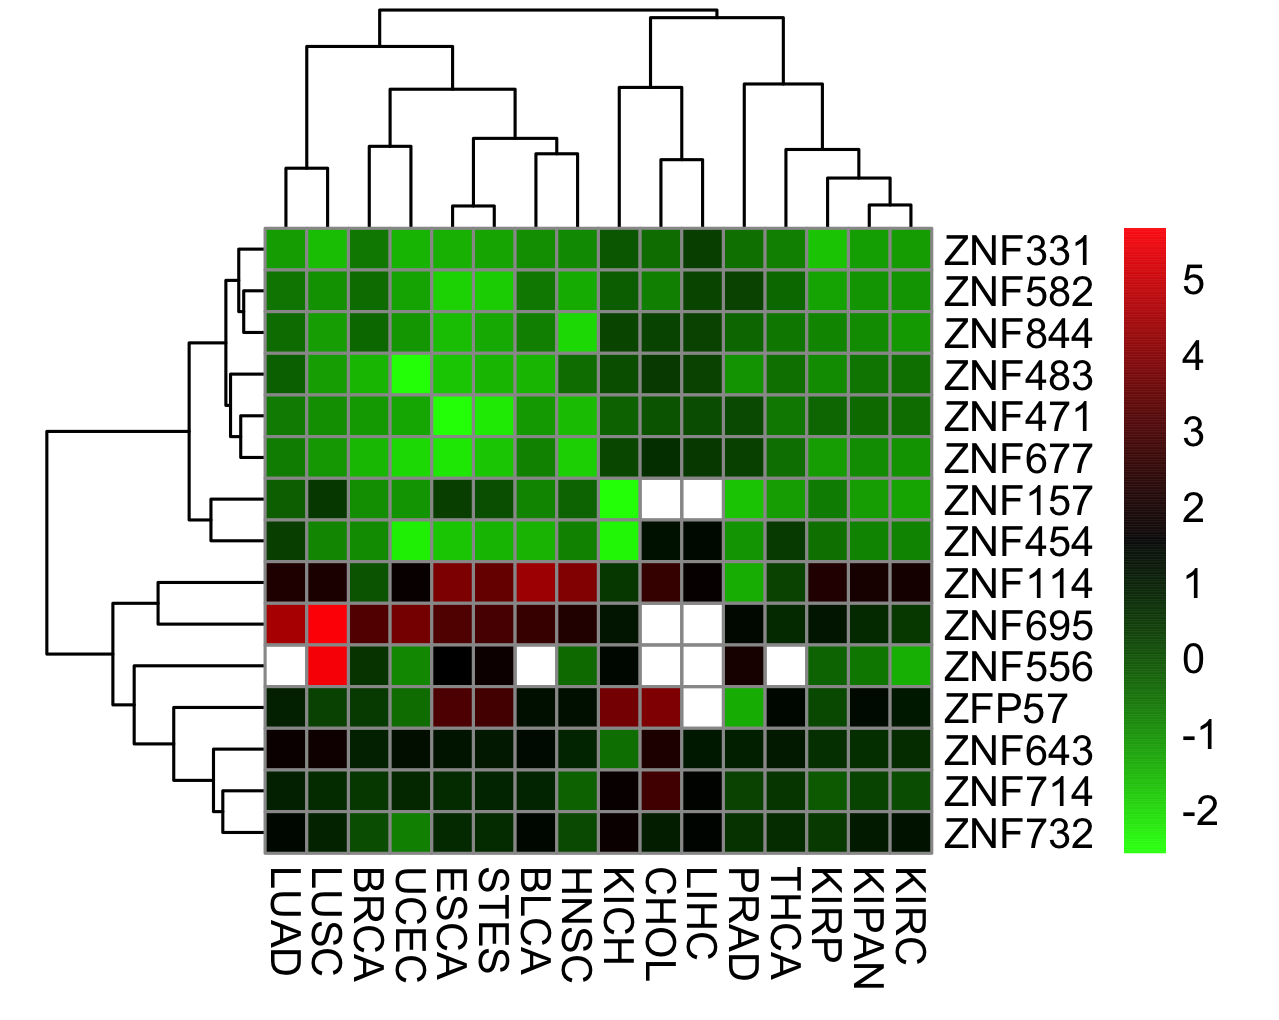 ZNF331
ZNF582
ZNF844
ZNF483
ZNF471
ZNF677
ZNF157
ZNF454
ZNF114
ZNF695
ZNF556
ZFP57
ZNF643
ZNF714
ZNF732
5
4
3
2
1
0
-1
-2
LUAD
LUSC
BRCA
UCEC
ESCA
STES
BLCA
HNSC
KICH
CHOL
LIHC
PRAD
THCA
KIRP
KIPAN
KIRC